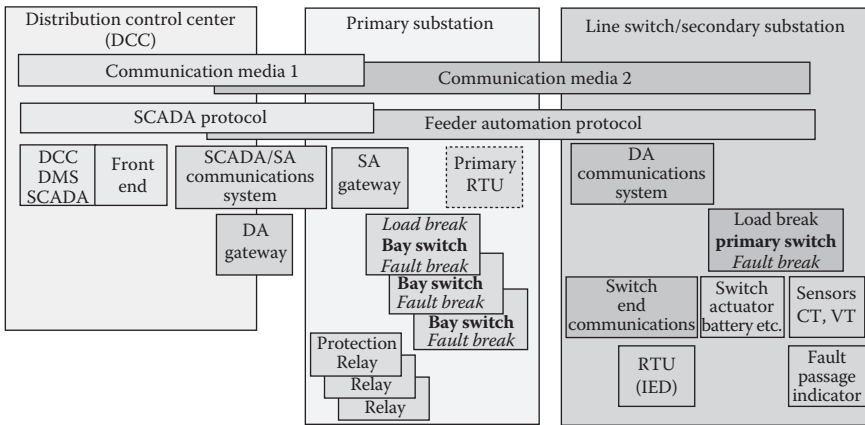 Distribution control center
(DCC)
Primary substation
Line switch/secondary substation
Communication media 1
Communication media 2
SCADA protocol
Feeder automation protocol
DCC
DMS
SCADA
Front
end
SCADA/SA
communications
system
SA
gateway
Primary
RTU
DA
communications
system
DA
gateway
Load break
Bay switch
Fault break
Bay switch
Fault break
Bay switch
Fault break
Load break
primary switch
Fault break
Switch
end
communications
Switch
actuator
battery etc.
Sensors
CT, VT
Protection
Relay
Relay
Relay
RTU
(IED)
Fault
passage
indicator